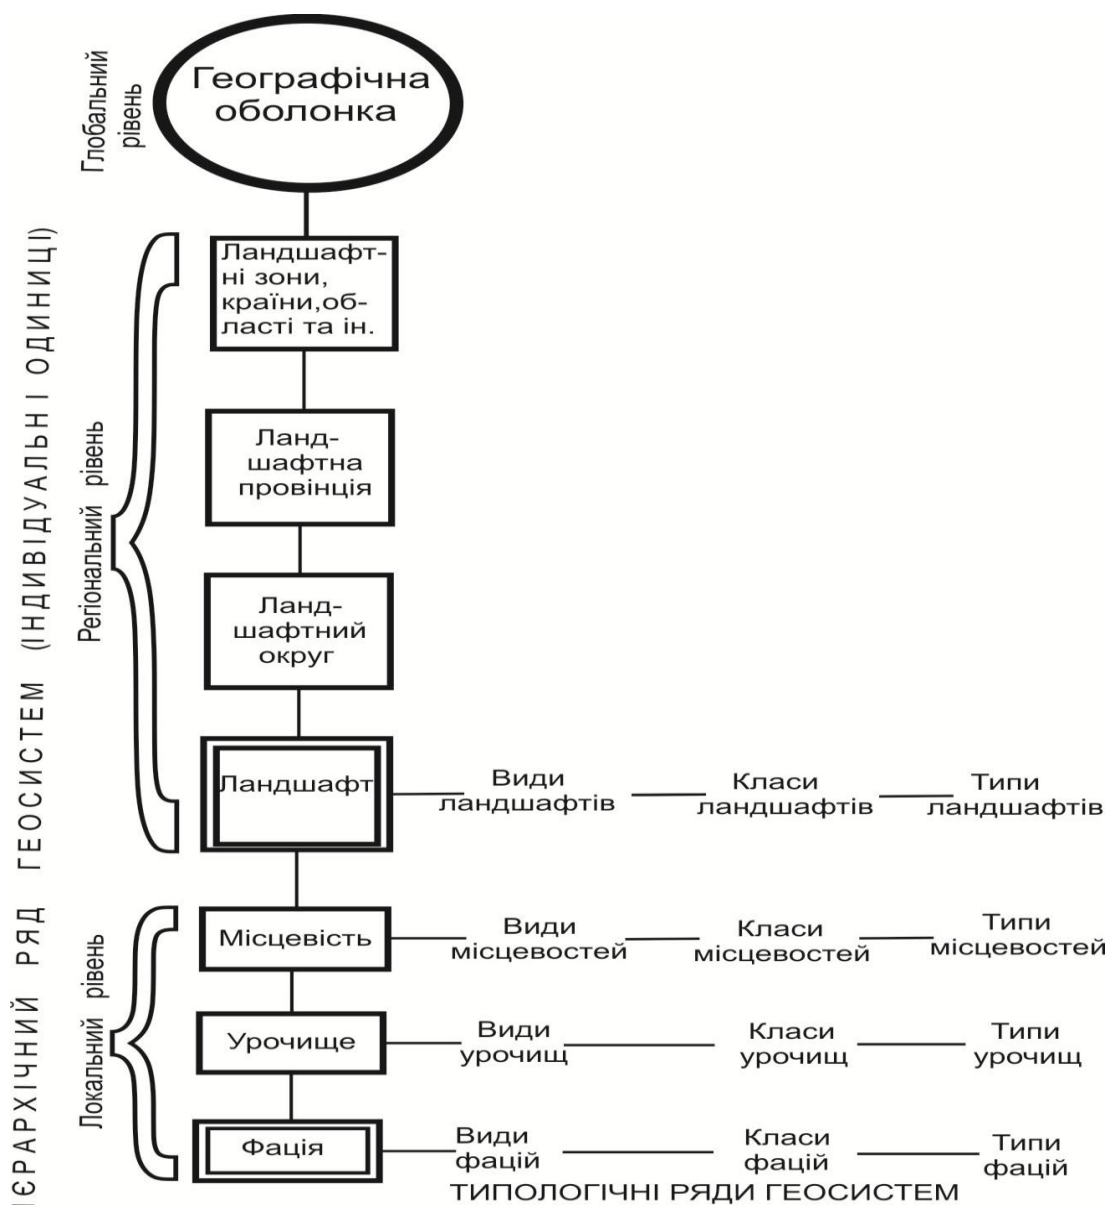 Глобальний
рівень
Географічна
оболонка
ІЄРАРХІЧНИЙ РЯД ГЕОСИСТЕМ (ІНДИВІДУАЛЬНІ ОДИНИЦІ)
Регіональний рівень
Ландшафт-
ні зони,
країни,об-
ласті та ін.
Ланд-
шафтна
провінція
Ланд-
шафтний
округ
Ландшафт
Види
ландшафтів
Класи
ландшафтів
Типи
ландшафтів
Локальний рівень
Місцевість
Види
місцевостей
Класи
місцевостей
Типи
місцевостей
Урочище
Види
урочищ
Класи
урочищ
Типи
урочищ
Фація
Види
фацій
Класи
фацій
Типи
фацій
ТИПОЛОГІЧНІ РЯДИ ГЕОСИСТЕМ